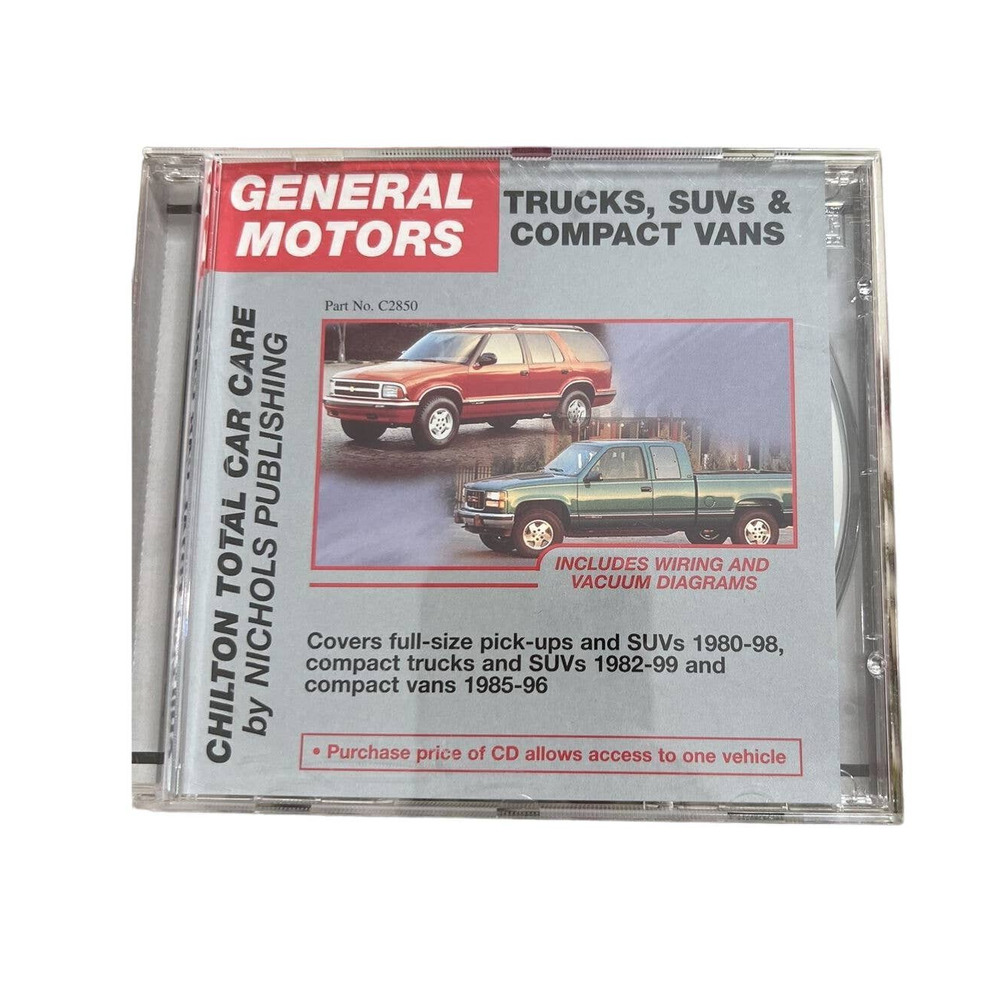 GENERAL
MOTORS
TRUCKS, SUVs &
COMPACT VANS
Part No. C2850
CHILTON TOTAL CAR CARE
by NICHOLS PUBLISHING
INCLUDES WIRING AND
VACUUM DIAGRAMS
Covers full-size pick-ups and SUVs 1980-98,
compact trucks and SUVs 1982-99 and
compact vans 1985-96
• Purchase price of CD allows access to one vehicle